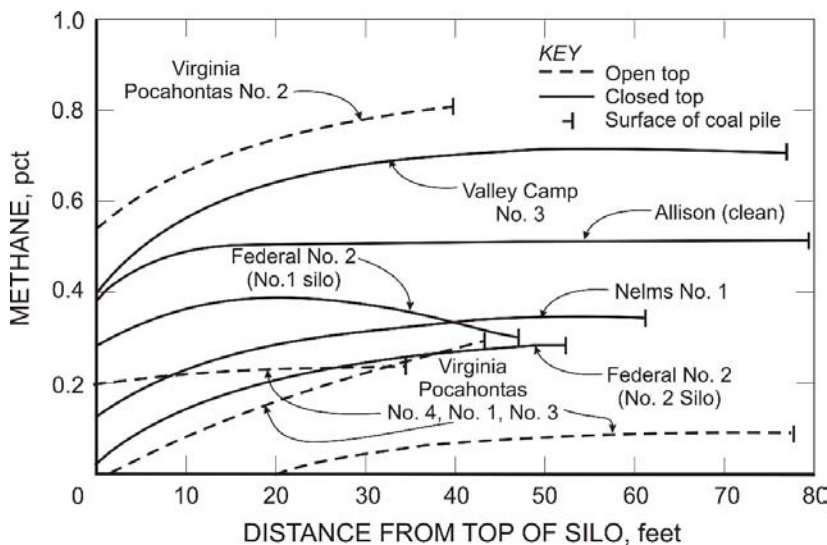 1.0
0.8
0.6
0.4
0.2
0
METHANE, pct
Virginia
Pocahontas No. 2
KEY
Open top
Closed top
Surface of coal pile
Valley Camp
No. 3
Allison (clean)
Federal No. 2
(No.1 silo)
Nelms No. 1
Virginia
Pocahontas
No. 4, No. 1, No. 3
Federal No. 2
(No. 2 Silo)
10 20 30 40 50 60 70 80
DISTANCE FROM TOP OF SILO, feet